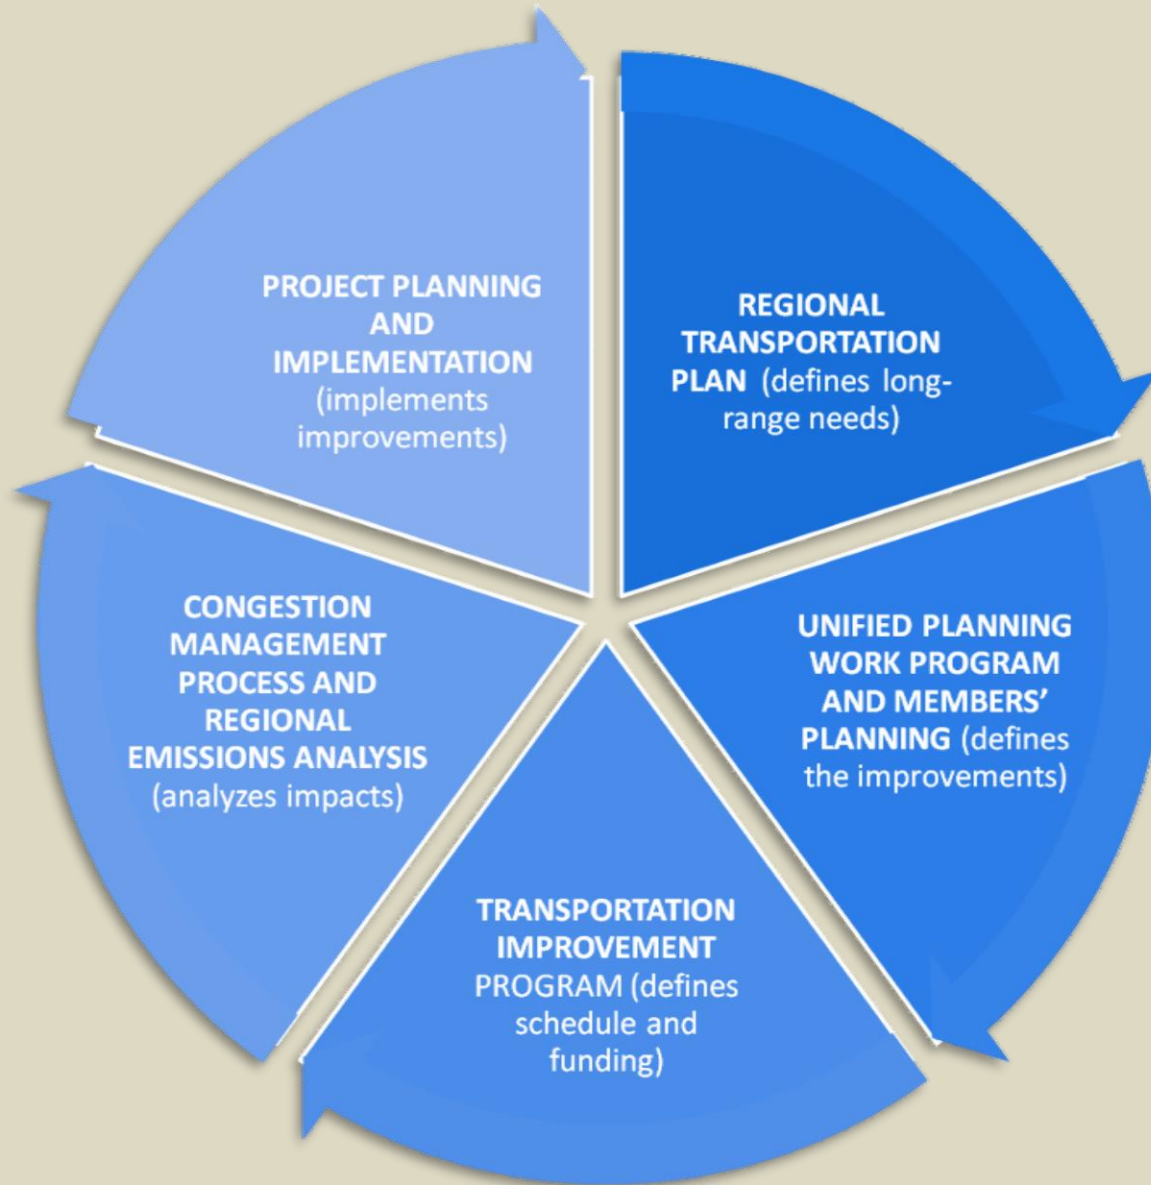 REGIONAL
TRANSPORTATION
PLAN (defines long-
range needs)
UNIFIED PLANNING
WORK PROGRAM
AND MEMBERS’
PLANNING (defines
the improvements)
TRANSPORTATION
IMPROVEMENT
PROGRAM (defines
schedule and
funding)
CONGESTION
MANAGEMENT
PROCESS AND
REGIONAL
EMISSIONS ANALYSIS
(analyzes impacts)
PROJECT PLANNING
AND
IMPLEMENTATION
(implements
improvements)